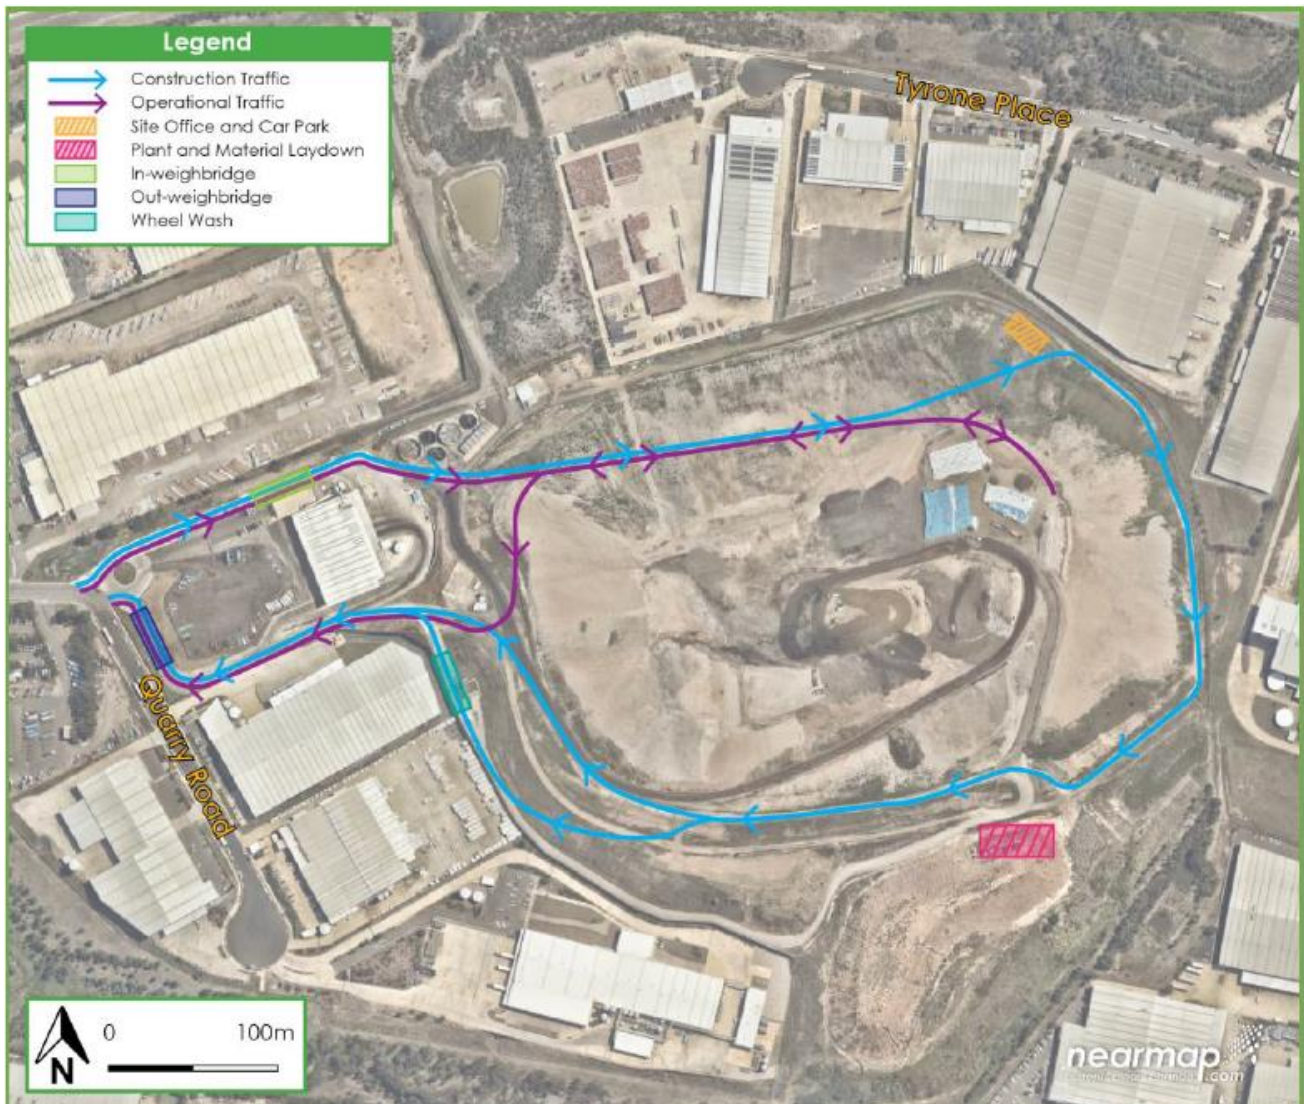 Legend
Construction Traffic
Operational Traffic
Site Office and Car Park
Plant and Material Laydown
In-weighbridge
Out-weighbridge
Wheel Wash
Tyrone Place
Quarry Road
0 100m
N
nearmap
.com